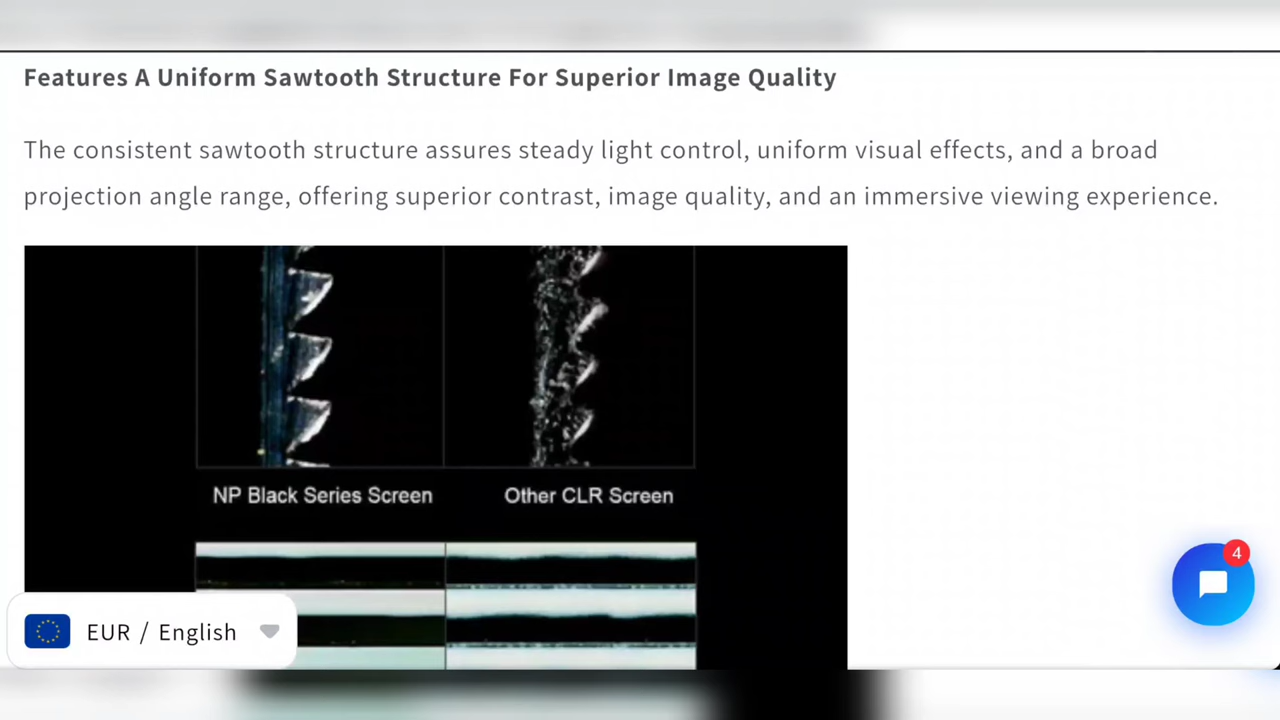 Features A Uniform Sawtooth Structure For Superior Image Quality
The consistent sawtooth structure assures steady light control, uniform visual effects, and a broad
projection angle range, offering superior contrast, image quality, and an immersive viewing experience.
NP Black Series Screen
Other CLR Screen
4
EUR / English